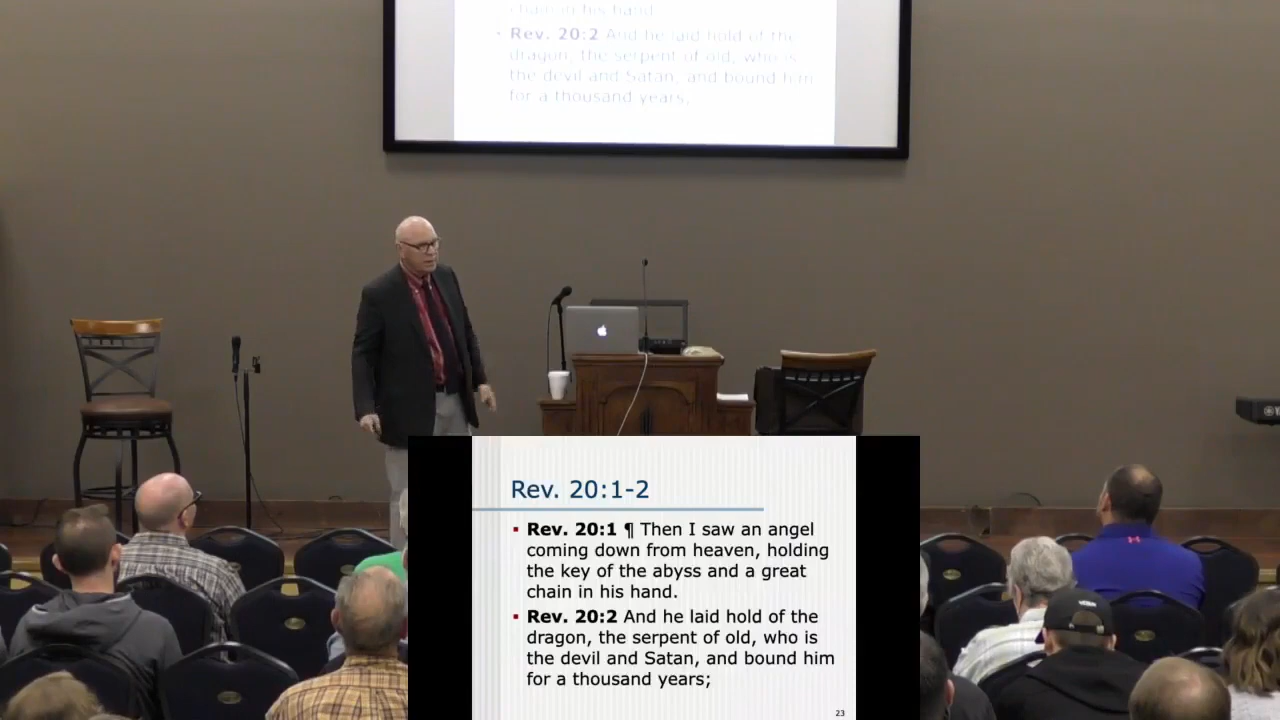 chain in his hand.
Rev. 20:2 And he laid hold of the
dragon, the serpent of old, who is
the devil and Satan, and bound him
for a thousand years;
Rev. 20:1-2
Rev. 20:1 ¶ Then I saw an angel
coming down from heaven, holding
the key of the abyss and a great
chain in his hand.
Rev. 20:2 And he laid hold of the
dragon, the serpent of old, who is
the devil and Satan, and bound him
for a thousand years;
23